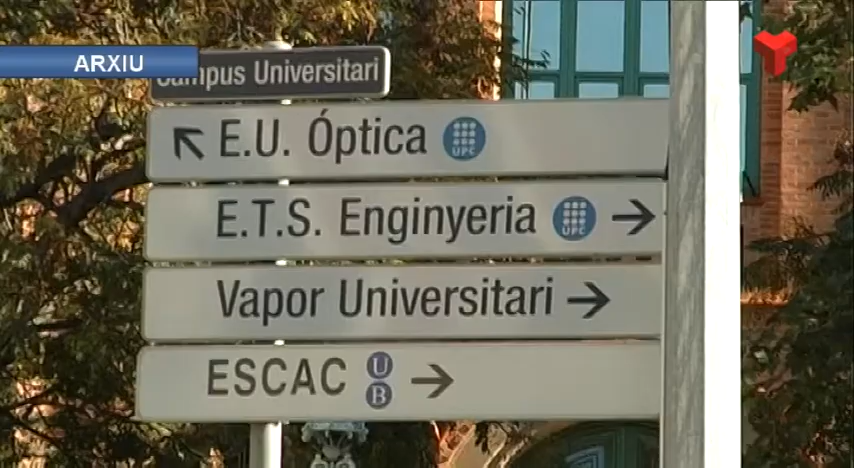 ARXIU
Campus Universitari
E.U. Óptica UPC
E.T.S. Enginyeria UPC
Vapor Universitari
ESCAC UB